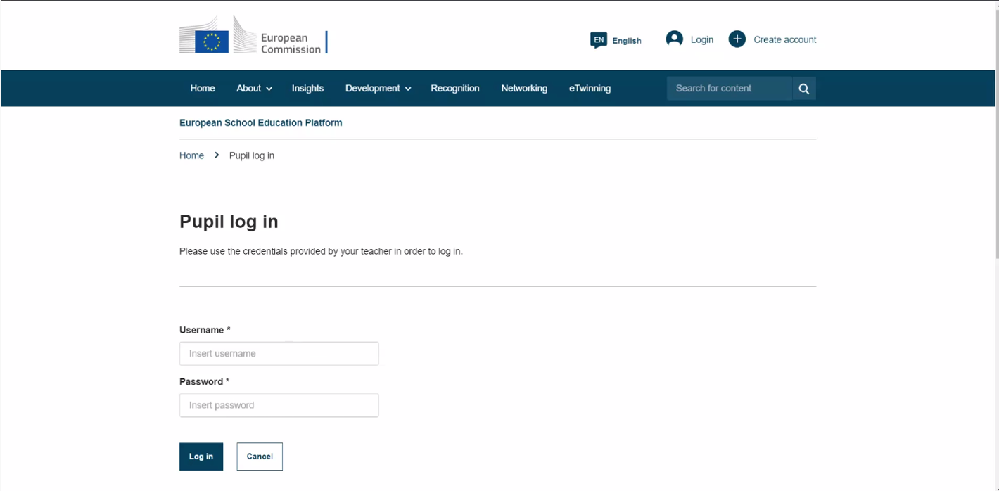 European
Commission
EN English Login + Create account
Home About Insights Development Recognition Networking eTwinning Search for content
European School Education Platform
Home > Pupil log in
Pupil log in
Please use the credentials provided by your teacher in order to log in.
Username *
Insert username
Password *
Insert password
Log in Cancel